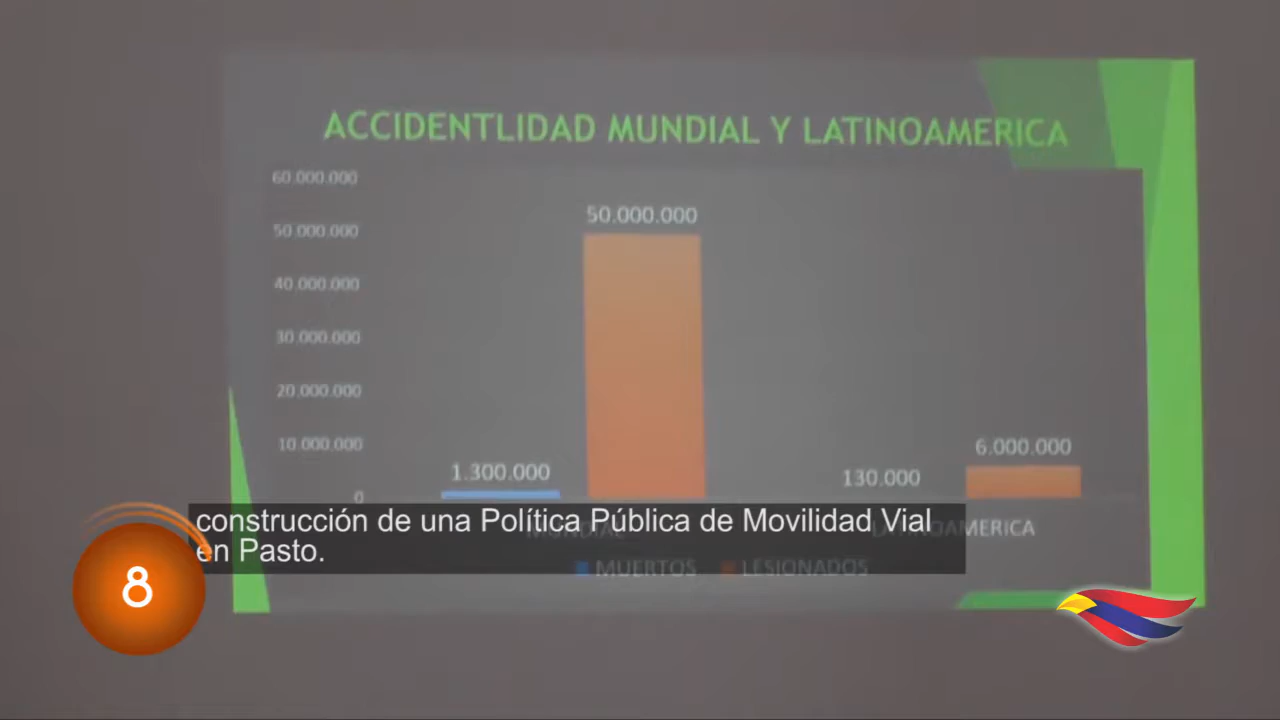 ACCIDENTLIDAD MUNDIAL Y LATINOAMERICA
60.000.000
50.000.000
40.000.000
30.000.000
20.000.000
10.000.000
0
1.300.000
50.000.000
130.000
6.000.000
MUNDIAL
LATINOAMERICA
MUERTOS LESIONADOS
construcción de una Política Pública de Movilidad Vial
en Pasto.
8